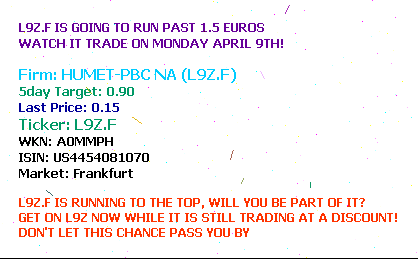 L9Z.F IS GOING TO RUN PAST 1.5 EUROS
WATCH IT TRADE ON MONDAY APRIL 9TH!
Firm: HUMET-PBC NA (L9Z.F)
5day Target: 0.90
Last Price: 0.15
Ticker: L9Z.F
WKN: A0MMPH
ISIN: US4454081070
Market: Frankfurt
L9Z.F IS RUNNING TO THE TOP, WILL YOU BE PART OF IT?
GET ON L9Z NOW WHILE IT IS STILL TRADING AT A DISCOUNT!
DON'T LET THIS CHANCE PASS YOU BY